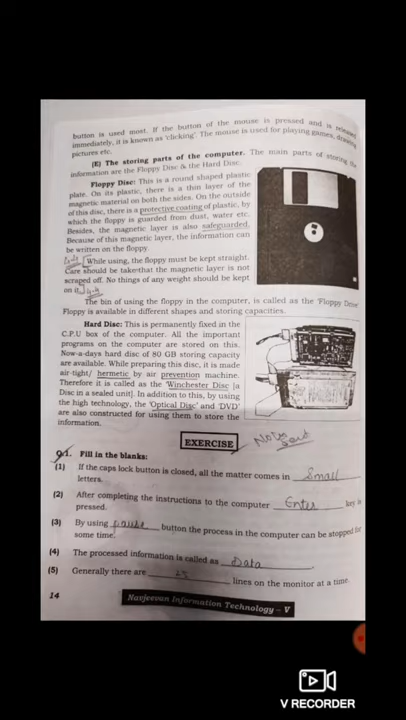 button is used most. If the button of the mouse is pressed and is released
immediately, it is known as 'clicking'. The mouse is used for playing games, drawing
pictures etc.
(E) The storing parts of the computer. The main parts of storing the
information are the Floppy Disc & the Hard Disc.
Floppy Disc: This is a round shaped plastic
plate. On its plastic, there is a thin layer of the
magnetic material on both the sides. On the outside
of this disc, there is a protective coating of plastic, by
which the floppy is guarded from dust, water etc.
Besides, the magnetic layer is also safeguarded.
Because of this magnetic layer, the information can
be written on the floppy.
While using, the floppy must be kept straight.
Care should be taken that the magnetic layer is not
scraped off. No things of any weight should be kept
on it.
The bin of using the floppy in the computer, is called as the 'Floppy Drive'
Floppy is available in different shapes and storing capacities.
Hard Disc: This is permanently fixed in the
C.P.U box of the computer. All the important
programs on the computer are stored on this.
Now-a-days hard disc of 80 GB storing capacity
are available. While preparing this disc, it is made
air-tight/ hermetic by air prevention machine.
Therefore it is called as the 'Winchester Disc [a
Disc in a sealed unit]. In addition to this, by using
the high technology, the 'Optical Disc' and 'DVD'
are also constructed for using them to store the
information.
EXERCISE
Q.1. Fill in the blanks:
(1) If the caps lock button is closed, all the matter comes in Small
letters.
(2) After completing the instructions to the computer Enter key is
pressed.
(3) By using pause button the process in the computer can be stopped for
some time.
(4) The processed information is called as Data.
(5) Generally there are 25 lines on the monitor at a time.
14 Navjeevan Information Technology – V
V RECORDER